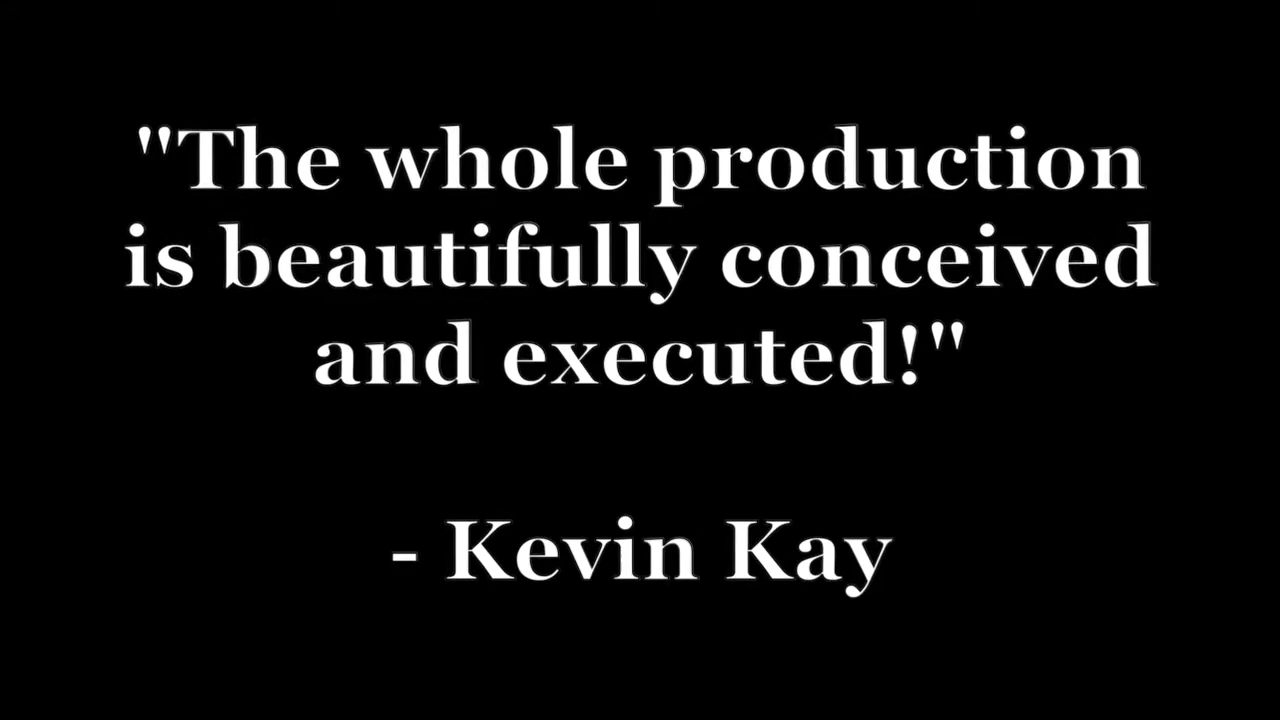 "The whole production
is beautifully conceived
and executed!"
- Kevin Kay